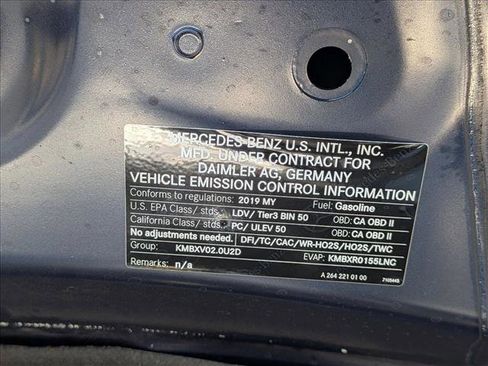 MERCEDES-BENZ U.S. INTL., INC.
MFD. UNDER CONTRACT FOR
DAIMLER AG, GERMANY
VEHICLE EMISSION CONTROL INFORMATION
Conforms to regulations: 2019 MY Fuel: Gasoline
U.S. EPA Class/ stds.: LDV/ Tier3 BIN 50 OBD: CA OBD II
California Class/ stds.: PC/ ULEV 50 OBD: CA OBD II
No adjustments needed. DFI/TC/CAC/WR-HO2S/HO2S/TWC
Group: KMBXV02.0U2D EVAP: KMBXR0155LNC
Remarks: n/a A 264 221 01 00